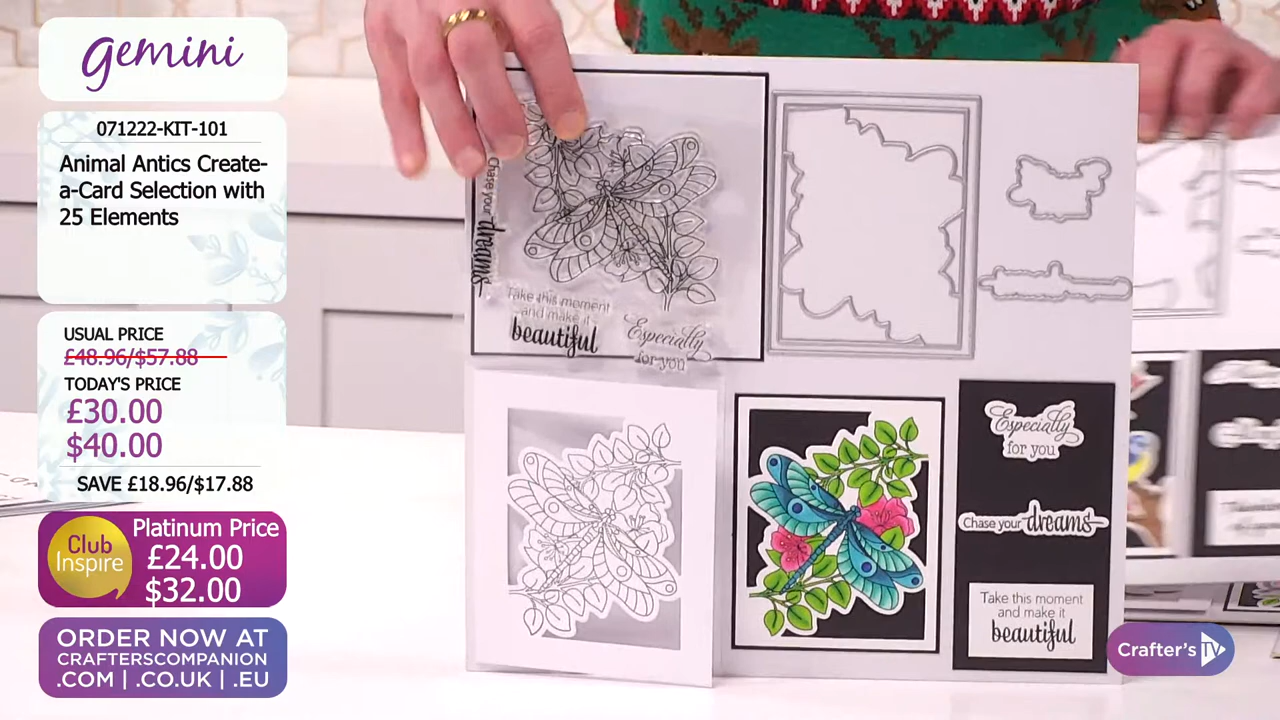 gemini
071222-KIT-101
Animal Antics Create-
a-Card Selection with
25 Elements
USUAL PRICE
£48.96/$57.88
TODAY'S PRICE
£30.00
$40.00
SAVE £18.96/$17.88
Club
Inspire
Platinum Price
£24.00
$32.00
ORDER NOW AT
CRAFTERSCOMPANION
.COM | .CO.UK | .EU
Chase your dreams
Take this moment
and make it
beautiful
Especially
for you
Especially
for you
Chase your dreams
Take this moment
and make it
beautiful
Crafter's TV